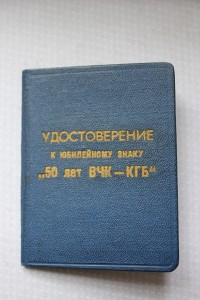 УДОСТОВЕРЕНИЕ
К ЮБИЛЕЙНОМУ ЗНАКУ
„50 лет ВЧК — КГБ“